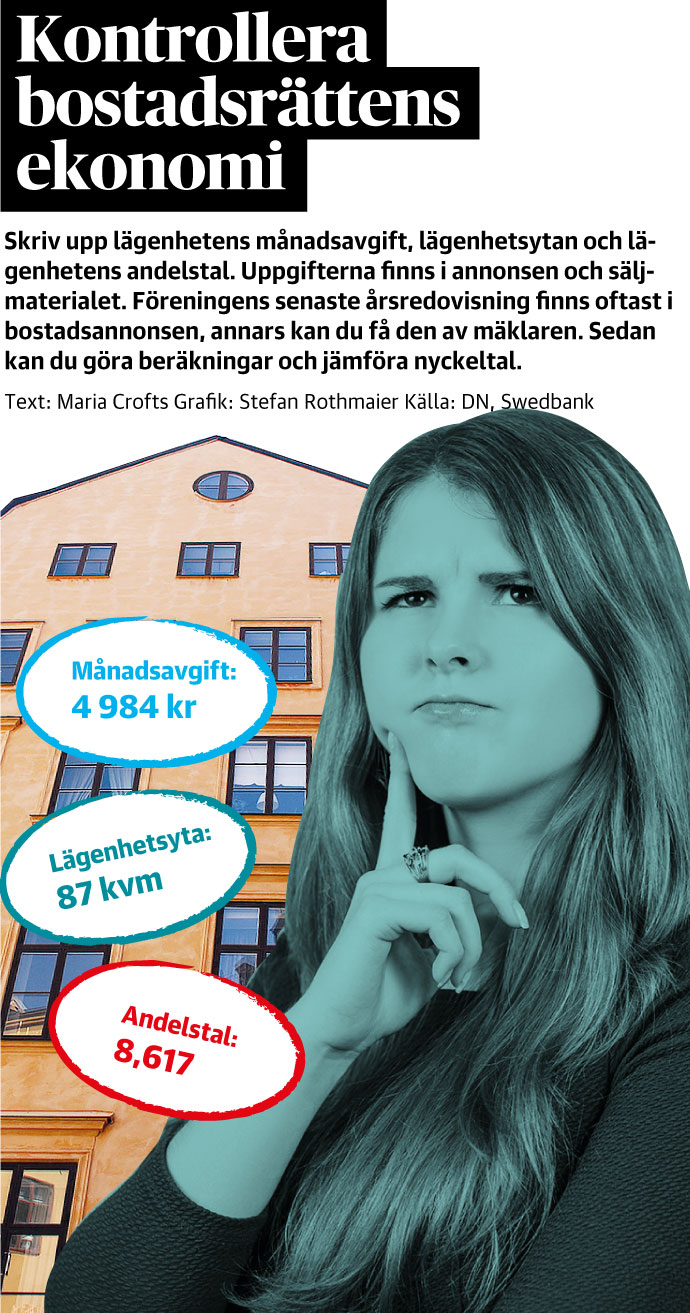 Kontrollera
bostadsrättens
ekonomi
Skriv upp lägenhetens månadsavgift, lägenhetsytan och lä-
genhetens andelstal. Uppgifterna finns i annonsen och sälj-
materialet. Föreningens senaste årsredovisning finns oftast i
bostadsannonsen, annars kan du få den av mäklaren. Sedan
kan du göra beräkningar och jämföra nyckeltal.
Text: Maria Crofts Grafik: Stefan Rothmaier Källa: DN, Swedbank
Månadsavgift:
4 984 kr
Lägenhetsyta:
87 kvm
Andelstal:
8,617